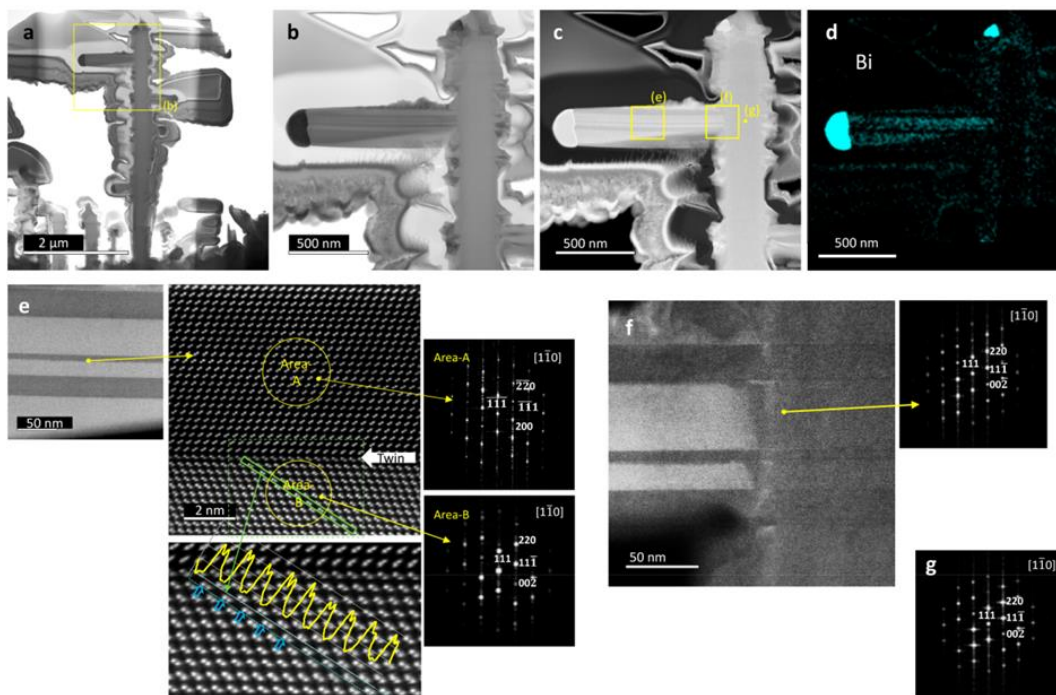 a
2 μm
(b)
b
500 nm
c
(e)
(f)
(g)
500 nm
d
Bi
500 nm
e
50 nm
Area-
A
Twin
Area-
B
2 nm
Area-A
[11̄0]
2̄2̄0
1̄1̄1̄
1̄1̄1
200
Area-B
[11̄0]
220
111
111̄
002̄
f
50 nm
[11̄0]
220
111
111̄
002̄
g
[11̄0]
220
111
111̄
002̄